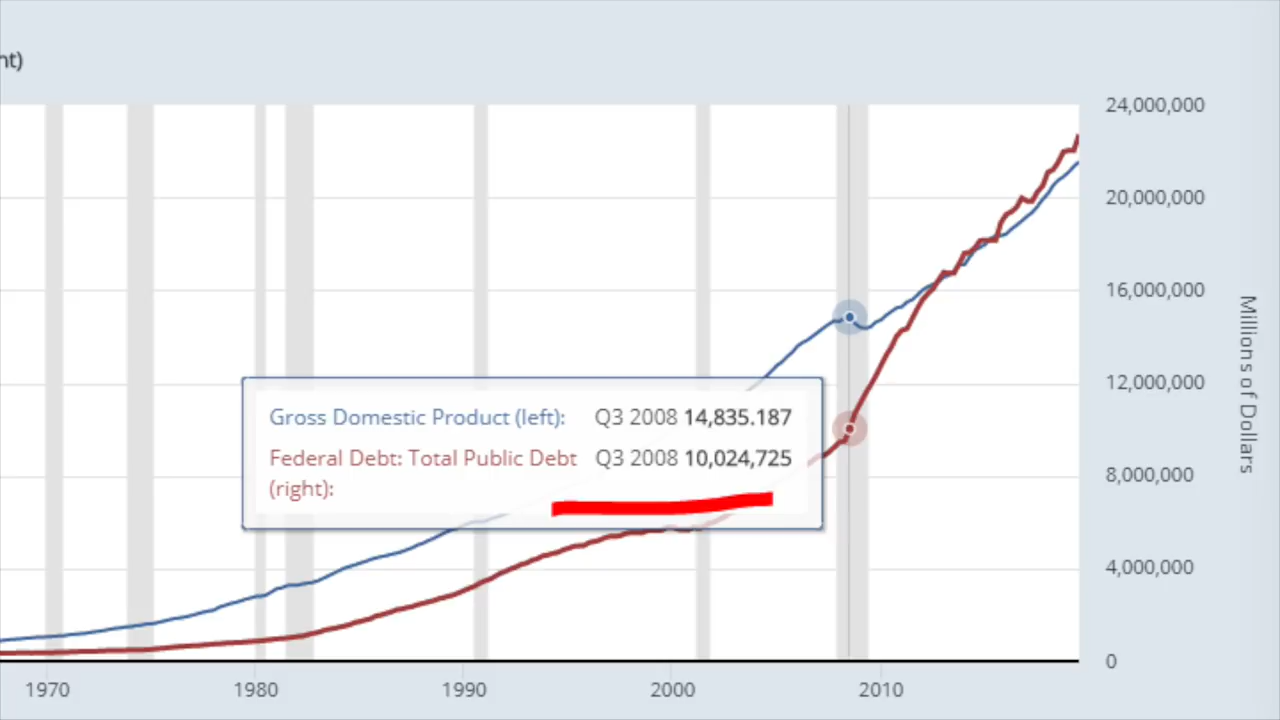 nt)
24,000,000
20,000,000
16,000,000
12,000,000
8,000,000
4,000,000
0
Millions of Dollars
Gross Domestic Product (left): Q3 2008 14,835.187
Federal Debt: Total Public Debt Q3 2008 10,024,725
(right):
1970 1980 1990 2000 2010